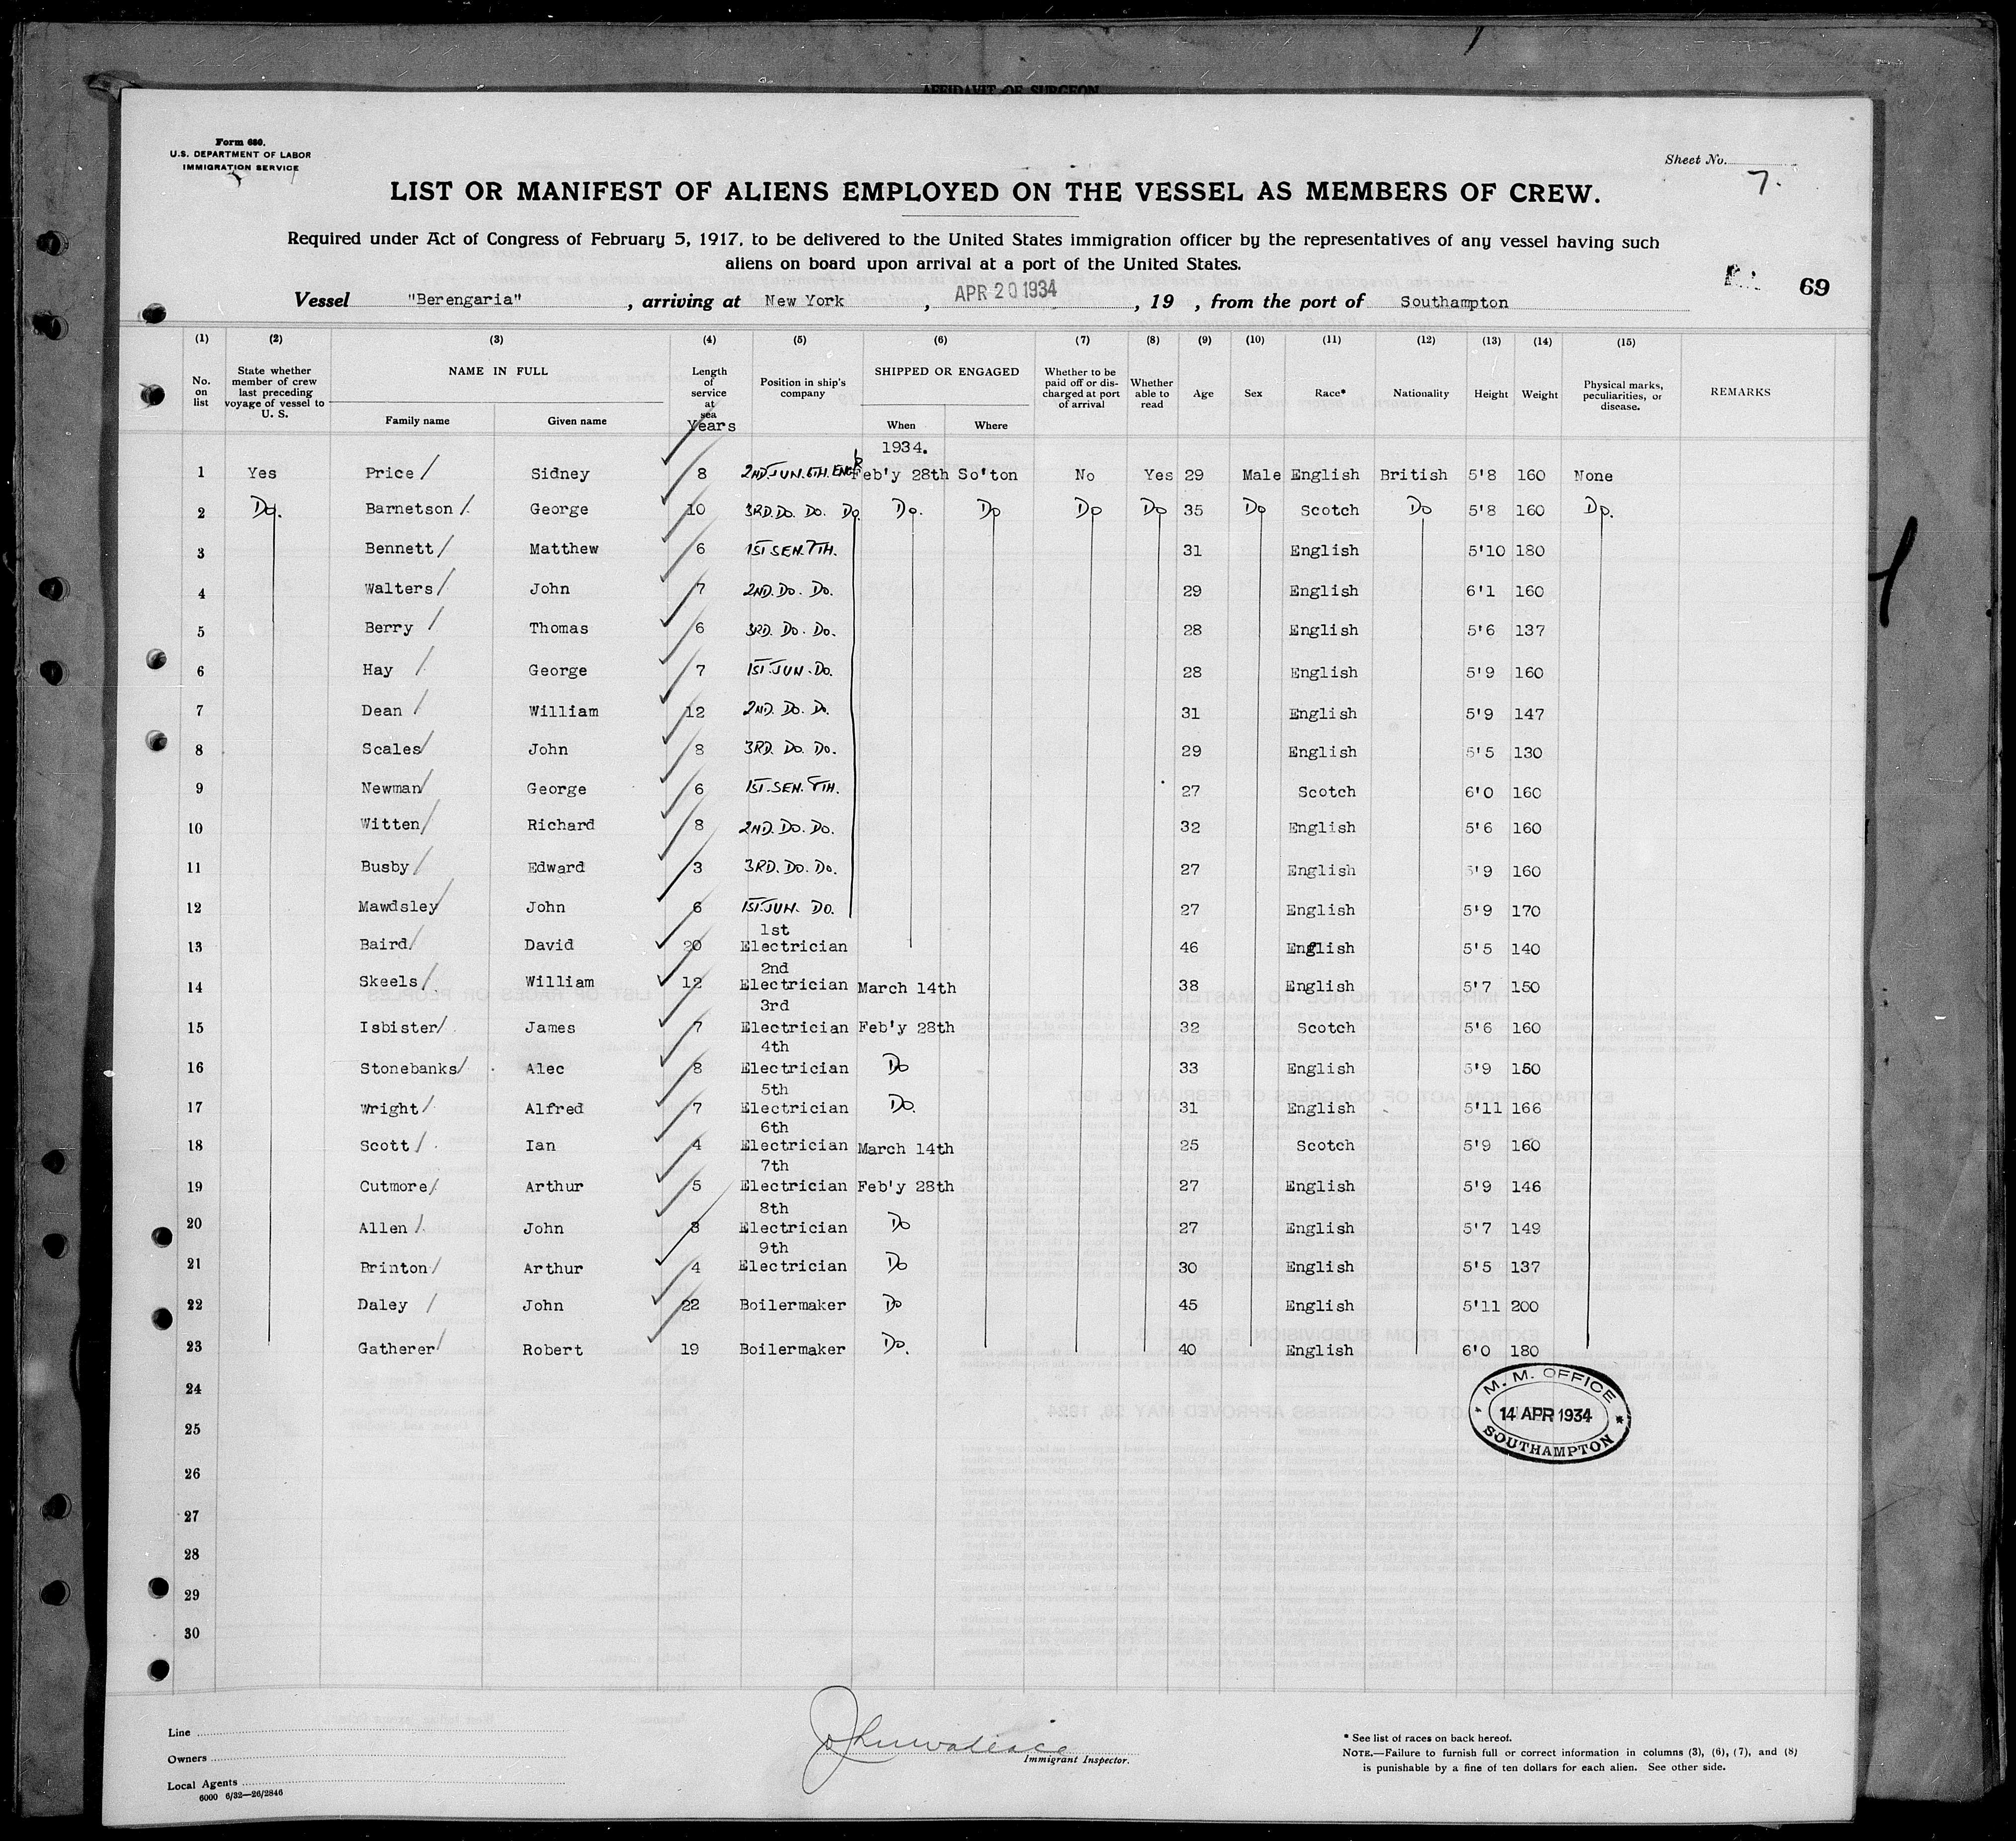 AFFIDAVIT OF SURGEON
Form 680.
U.S. DEPARTMENT OF LABOR
IMMIGRATION SERVICE
Sheet No.
7.
LIST OR MANIFEST OF ALIENS EMPLOYED ON THE VESSEL AS MEMBERS OF CREW.
Required under Act of Congress of February 5, 1917, to be delivered to the United States immigration officer by the representatives of any vessel having such
aliens on board upon arrival at a port of the United States.
69
Vessel "Berengaria", arriving at New York, APR 20 1934, 19 , from the port of Southampton
(1) (2) (3) (4) (5) (6) (7) (8) (9) (10) (11) (12) (13) (14) (15)
No. on list
State whether member of crew last preceding voyage of vessel to U. S.
NAME IN FULL
Family name Given name
Length of service at sea
Years
Position in ship's company
SHIPPED OR ENGAGED
When Where
Whether to be paid off or discharged at port of arrival
Whether able to read
Age
Sex
Race*
Nationality
Height
Weight
Physical marks, peculiarities, or disease.
REMARKS
1934.
1 Yes Price / Sidney 8 2ND. JUN. 6TH. ENGR Feb'y 28th So'ton No Yes 29 Male English British 5'8 160 None
2 Do. Barnetson / George 10 3RD. DO. DO. DO. Do. Do Do Do 35 Do Scotch Do 5'8 160 Do.
3 Bennett / Matthew 6 1ST SEN. 7TH. 31 English 5'10 180
4 Walters / John 7 2ND. DO. DO. 29 English 6'1 160
5 Berry / Thomas 6 3RD. DO. DO. 28 English 5'6 137
6 Hay / George 7 1ST. JUN. DO. 28 English 5'9 160
7 Dean / William 12 2ND. DO. DO. 31 English 5'9 147
8 Scales / John 8 3RD. DO. DO. 29 English 5'5 130
9 Newman / George 6 1ST. SEN. 8TH. 27 Scotch 6'0 160
10 Witten / Richard 8 2ND. DO. DO. 32 English 5'6 160
11 Busby / Edward 3 3RD. DO. DO. 27 English 5'9 160
12 Mawdsley / John 6 1ST. JUN. DO. 27 English 5'9 170
1st
13 Baird / David 20 Electrician 46 English 5'5 140
2nd
14 Skeels / William 12 Electrician March 14th 38 English 5'7 150
3rd
15 Isbister / James 7 Electrician Feb'y 28th 32 Scotch 5'6 160
4th
16 Stonebanks / Alec 8 Electrician Do 33 English 5'9 150
5th
17 Wright / Alfred 7 Electrician Do. 31 English 5'11 166
6th
18 Scott / Ian 4 Electrician March 14th 25 Scotch 5'9 160
7th
19 Cutmore / Arthur 5 Electrician Feb'y 28th 27 English 5'9 146
8th
20 Allen / John 8 Electrician Do 27 English 5'7 149
9th
21 Brinton / Arthur 4 Electrician Do 30 English 5'5 137
22 Daley / John 22 Boilermaker Do 45 English 5'11 200
23 Gatherer / Robert 19 Boilermaker Do. 40 English 6'0 180
24
25
26
27
28
29
30
M. M. OFFICE
14 APR 1934
SOUTHAMPTON
Line
Owners
Local Agents
6000 6/32—26/2846
Immigrant Inspector.
* See list of races on back hereof.
NOTE.—Failure to furnish full or correct information in columns (3), (6), (7), and (8)
is punishable by a fine of ten dollars for each alien. See other side.